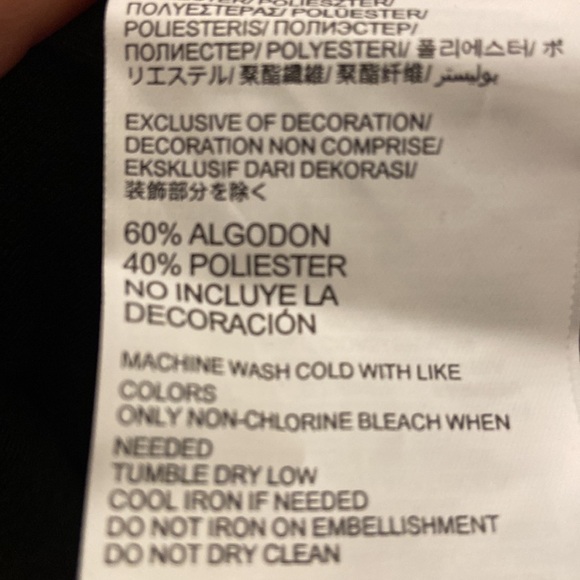 ΠΟΛΥΕΣΤΕΡΑΣ/ POLÜESTER/
POLIESTERIS/ ПОЛИЭСТЕР/
ПОЛИЕСТЕР/ POLYESTERI/ 폴리에스터/ ポ
リエステル/ 聚酯纖維/ 聚酯纤维/ بوليستر
EXCLUSIVE OF DECORATION/
DECORATION NON COMPRISE/
EKSKLUSIF DARI DEKORASI/
装飾部分を除く
60% ALGODON
40% POLIESTER
NO INCLUYE LA
DECORACIÓN
MACHINE WASH COLD WITH LIKE
COLORS
ONLY NON-CHLORINE BLEACH WHEN
NEEDED
TUMBLE DRY LOW
COOL IRON IF NEEDED
DO NOT IRON ON EMBELLISHMENT
DO NOT DRY CLEAN